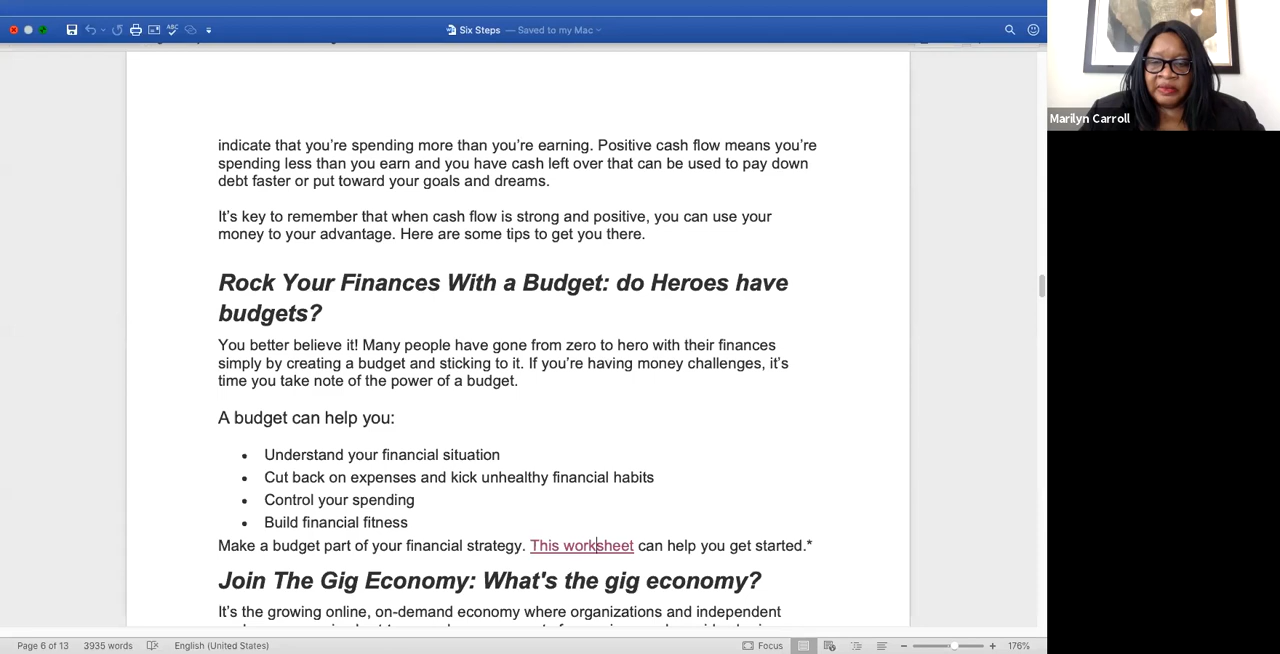 ABC
Six Steps — Saved to my Mac
Marilyn Carroll
indicate that you’re spending more than you’re earning. Positive cash flow means you’re
spending less than you earn and you have cash left over that can be used to pay down
debt faster or put toward your goals and dreams.
It’s key to remember that when cash flow is strong and positive, you can use your
money to your advantage. Here are some tips to get you there.
Rock Your Finances With a Budget: do Heroes have
budgets?
You better believe it! Many people have gone from zero to hero with their finances
simply by creating a budget and sticking to it. If you’re having money challenges, it’s
time you take note of the power of a budget.
A budget can help you:
• Understand your financial situation
• Cut back on expenses and kick unhealthy financial habits
• Control your spending
• Build financial fitness
Make a budget part of your financial strategy. This worksheet can help you get started.*
Join The Gig Economy: What's the gig economy?
It’s the growing online, on-demand economy where organizations and independent
Page 6 of 13 3935 words English (United States) Focus 176%